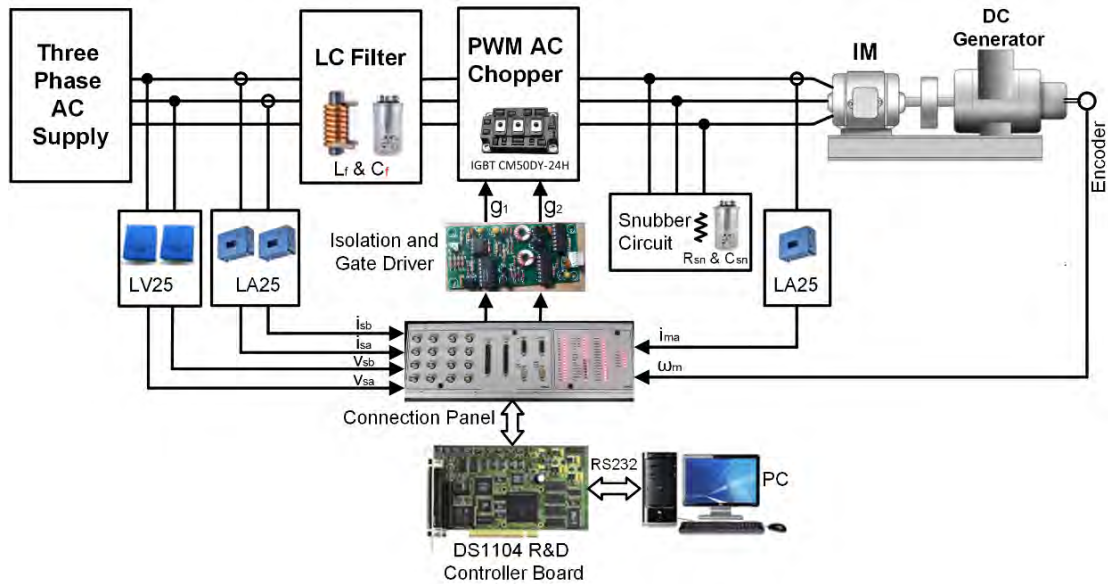 Three
Phase
AC
Supply
LC Filter
Lf & Cf
PWM AC
Chopper
IGBT CM50DY-24H
IM
DC
Generator
Encoder
g1
g2
Isolation and
Gate Driver
Snubber
Circuit
Rsn & Csn
LV25
LA25
LA25
isb
isa
vsb
vsa
ima
ωm
Connection Panel
RS232
PC
DS1104 R&D
Controller Board